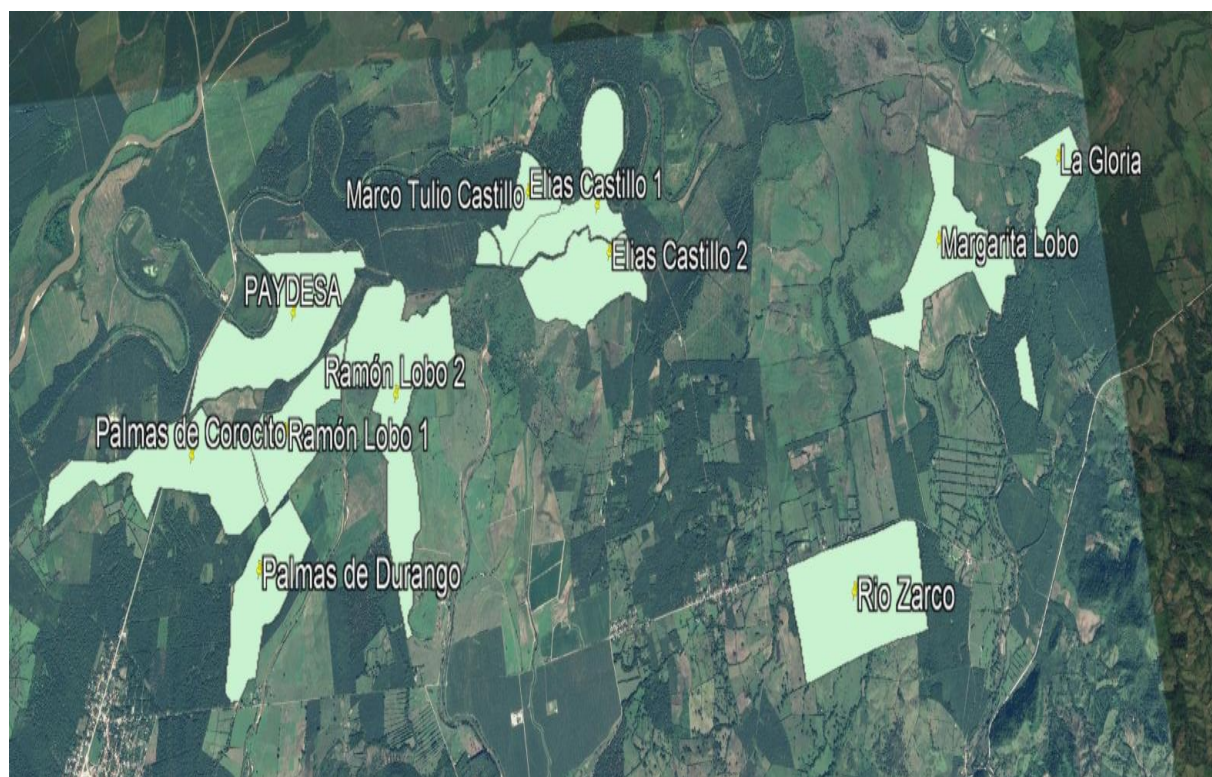 La Gloria
Marco Tulio Castillo
Elias Castillo 1
Margarita Lobo
Elias Castillo 2
PAYDESA
Ramón Lobo 2
Palmas de Corocito
Ramón Lobo 1
Palmas de Durango
Rio Zarco